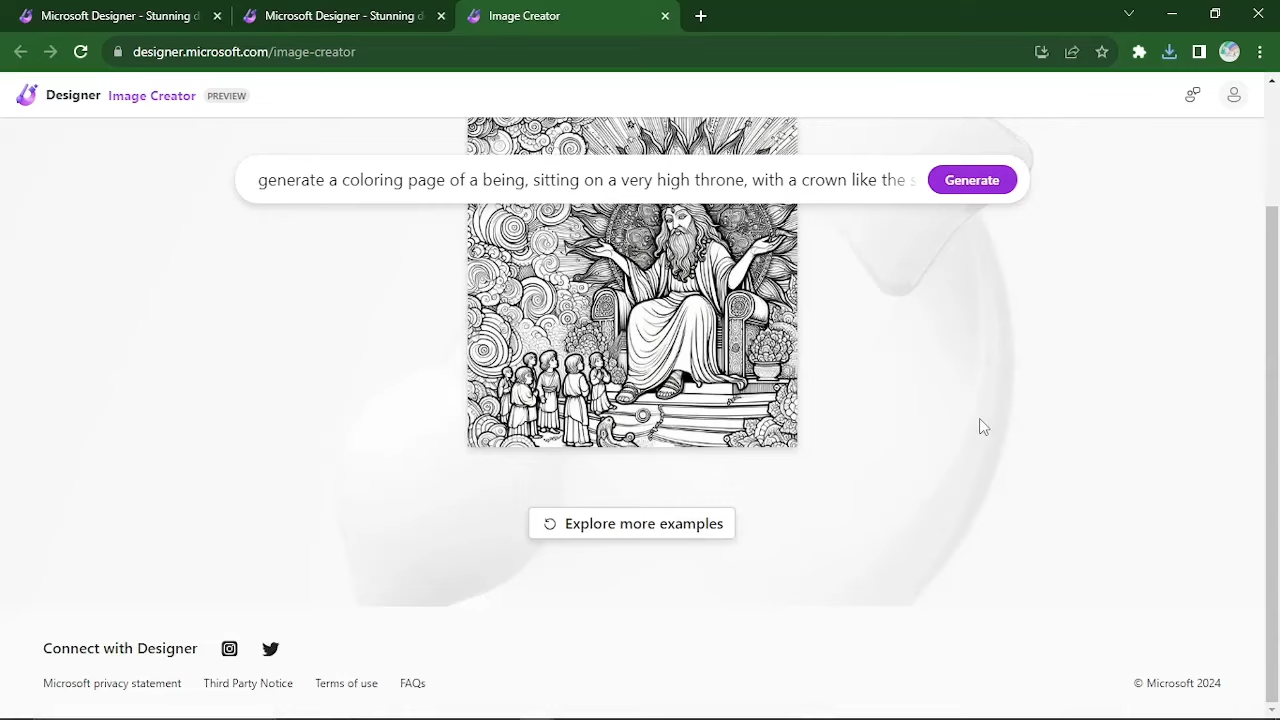 Microsoft Designer - Stunning d
Microsoft Designer - Stunning d
Image Creator
designer.microsoft.com/image-creator
Designer Image Creator PREVIEW
generate a coloring page of a being, sitting on a very high throne, with a crown like the s
Generate
Explore more examples
Connect with Designer
Microsoft privacy statement Third Party Notice Terms of use FAQs
© Microsoft 2024